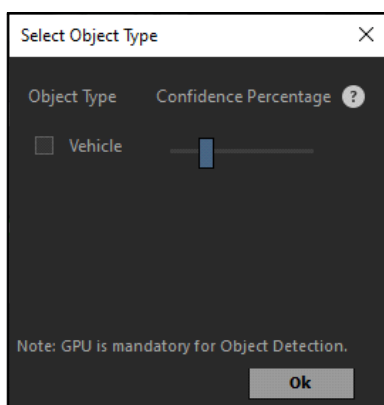 Select Object Type
Object Type Confidence Percentage ?
Vehicle
Note: GPU is mandatory for Object Detection.
Ok